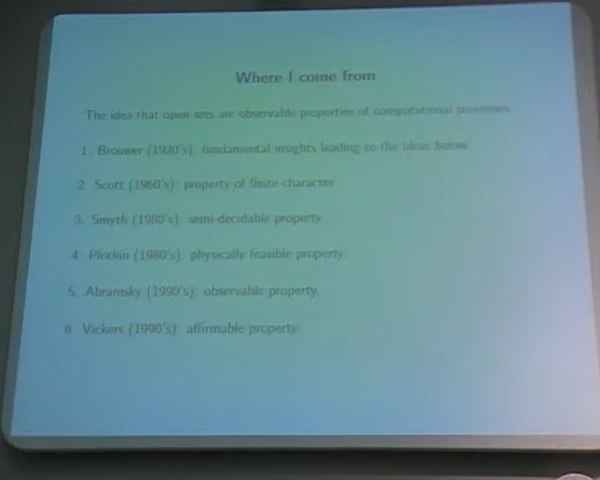 Where I come from
The idea that open sets are observable properties of computational processes
1. Brouwer (1920's): fundamental insights leading to the ideas below.
2. Scott (1960's): property of finite character.
3. Smyth (1980's): semi-decidable property.
4. Plotkin (1980's): physically feasible property.
5. Abramsky (1990's): observable property.
6. Vickers (1990's): affirmable property.